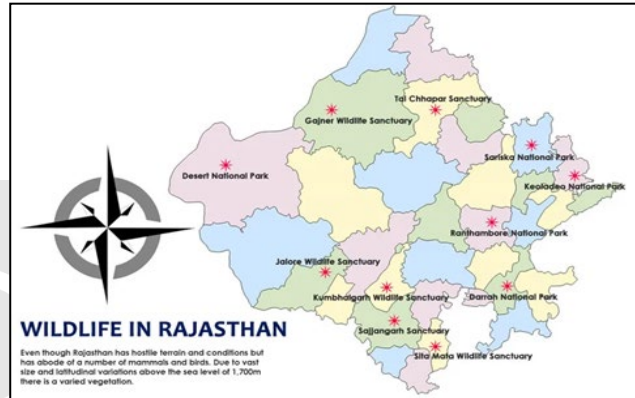 Tal Chhapar Sanctuary
Gajner Wildlife Sanctuary
Sariska National Park
Desert National Park
Keoladeo National Park
Ranthambore National Park
Jalore Wildlife Sanctuary
Kumbhalgarh Wildlife Sanctuary
Darrah National Park
Sajjangarh Sanctuary
Sita Mata Wildlife Sanctuary
WILDLIFE IN RAJASTHAN
Even though Rajasthan has hostile terrain and conditions but
has abode of a number of mammals and birds. Due to vast
size and latitudinal variations above the sea level of 1,700m
there is a varied vegetation.